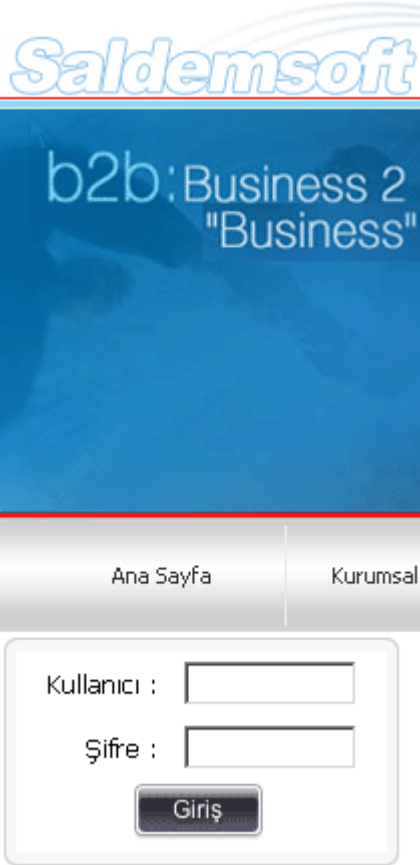 Saldemsoft
b2b: Business 2
"Business"
Ana Sayfa Kurumsal
Kullanıcı :
Şifre :
Giriş